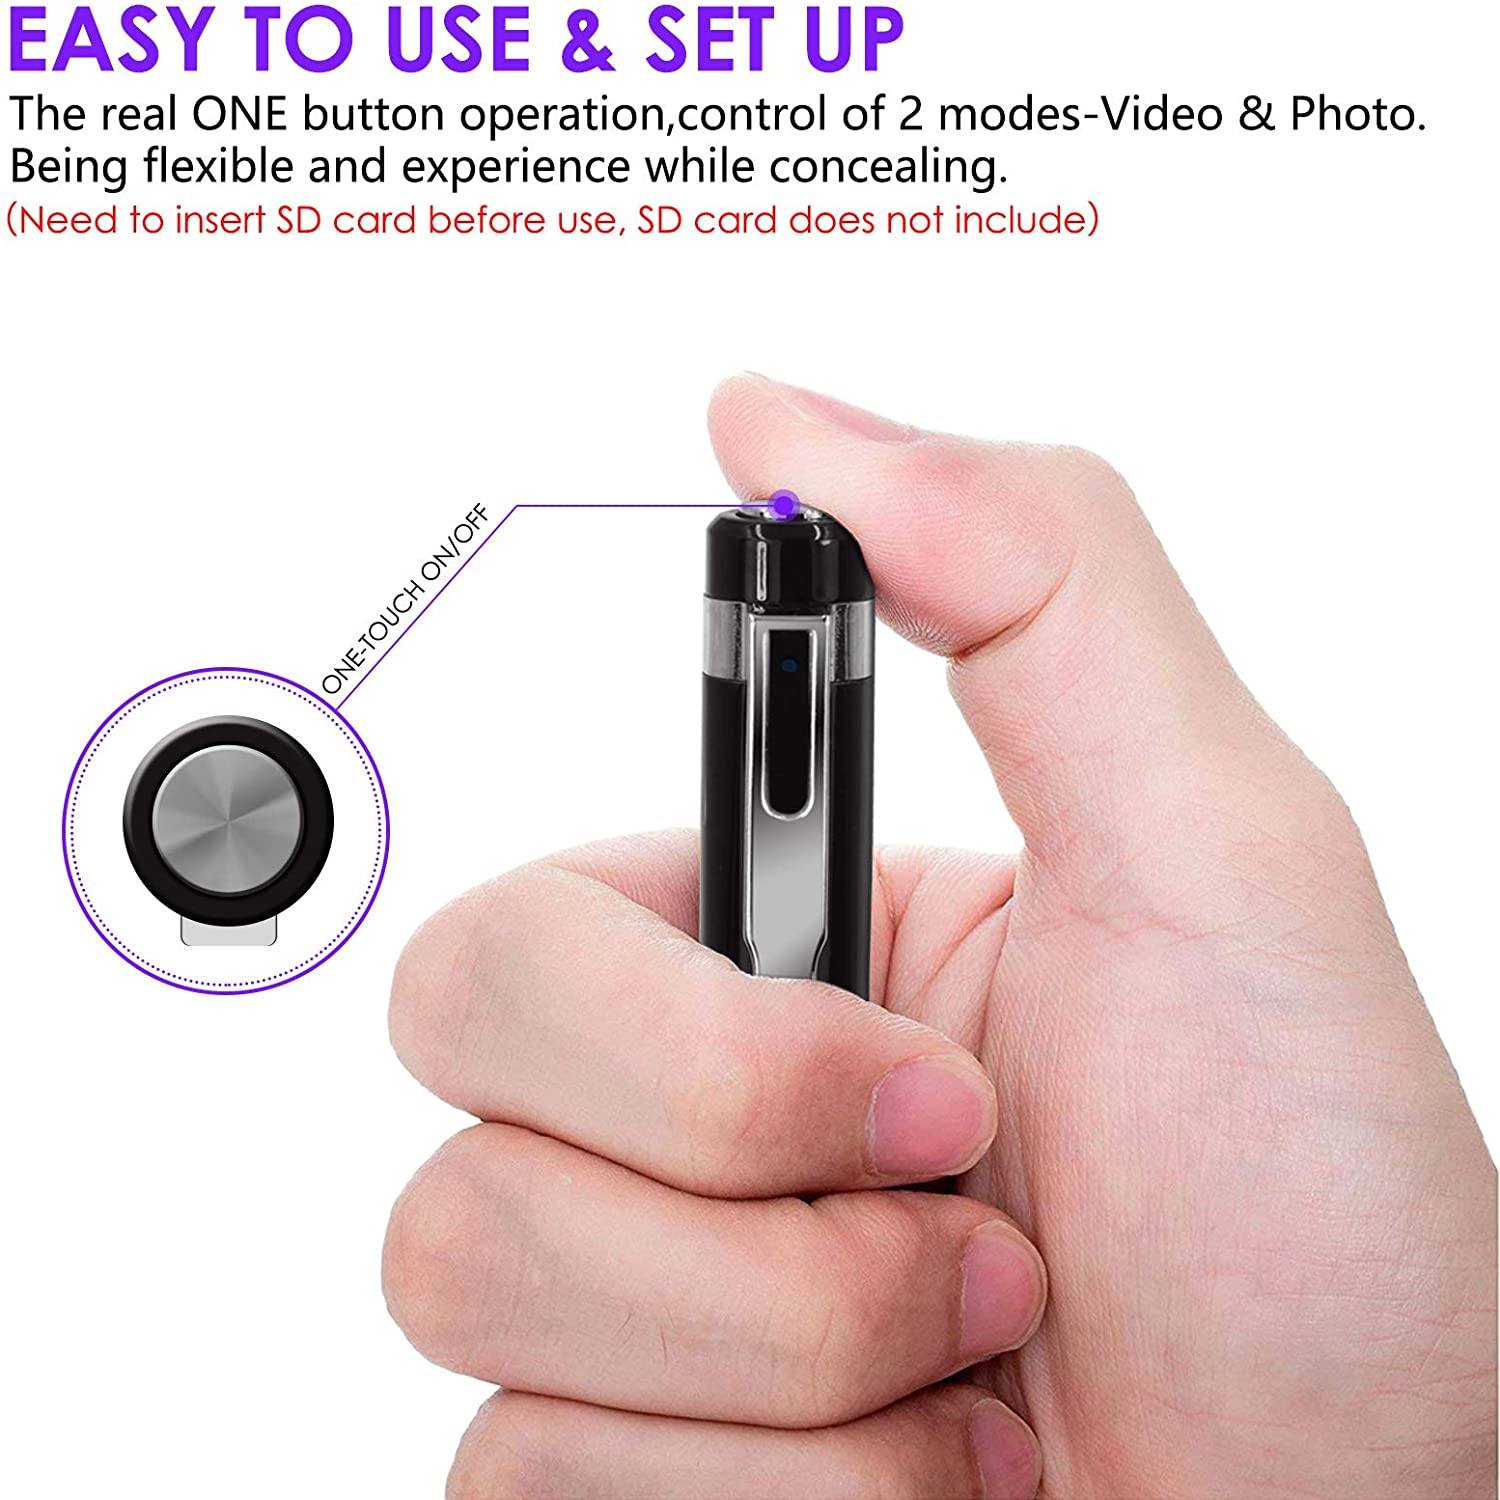 EASY TO USE & SET UP
The real ONE button operation,control of 2 modes-Video & Photo.
Being flexible and experience while concealing.
(Need to insert SD card before use, SD card does not include)
ONE-TOUCH ON/OFF